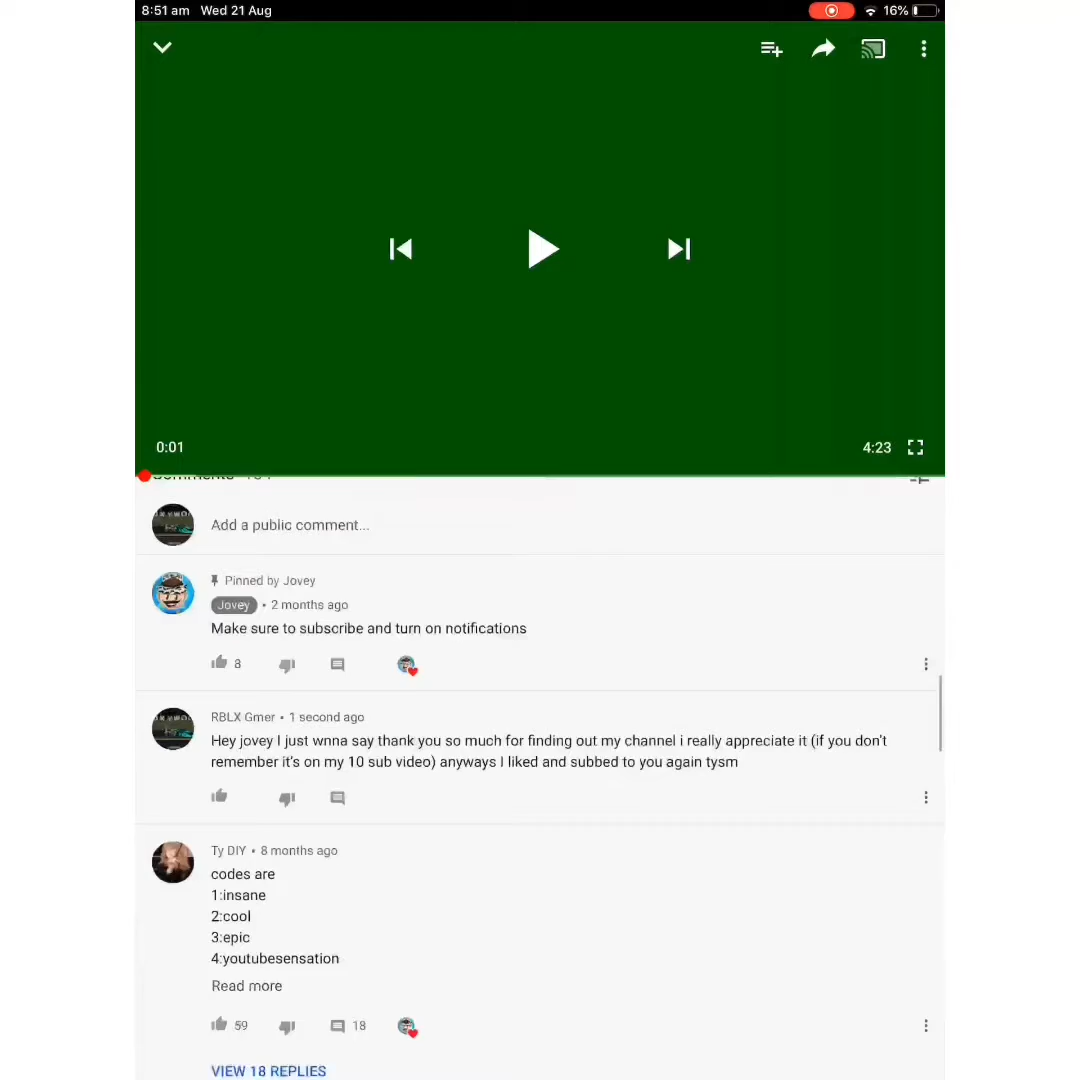 8:51 am Wed 21 Aug
16%
0:01
4:23
Add a public comment...
Pinned by Jovey
Jovey • 2 months ago
Make sure to subscribe and turn on notifications
8
RBLX Gmer • 1 second ago
Hey jovey I just wnna say thank you so much for finding out my channel i really appreciate it (if you don't
remember it's on my 10 sub video) anyways I liked and subbed to you again tysm
Ty DIY • 8 months ago
codes are
1:insane
2:cool
3:epic
4:youtubesensation
Read more
59
18
VIEW 18 REPLIES